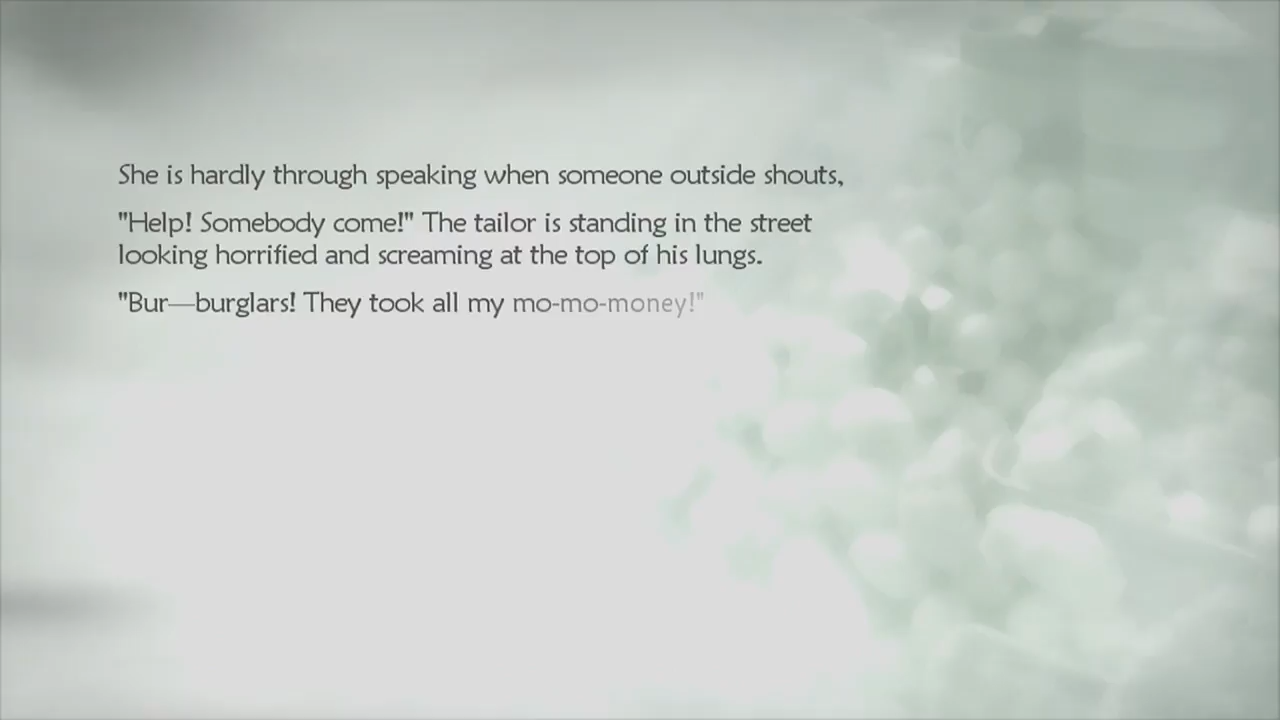 She is hardly through speaking when someone outside shouts,
"Help! Somebody come!" The tailor is standing in the street
looking horrified and screaming at the top of his lungs.
"Bur—burglars! They took all my mo-mo-money!"